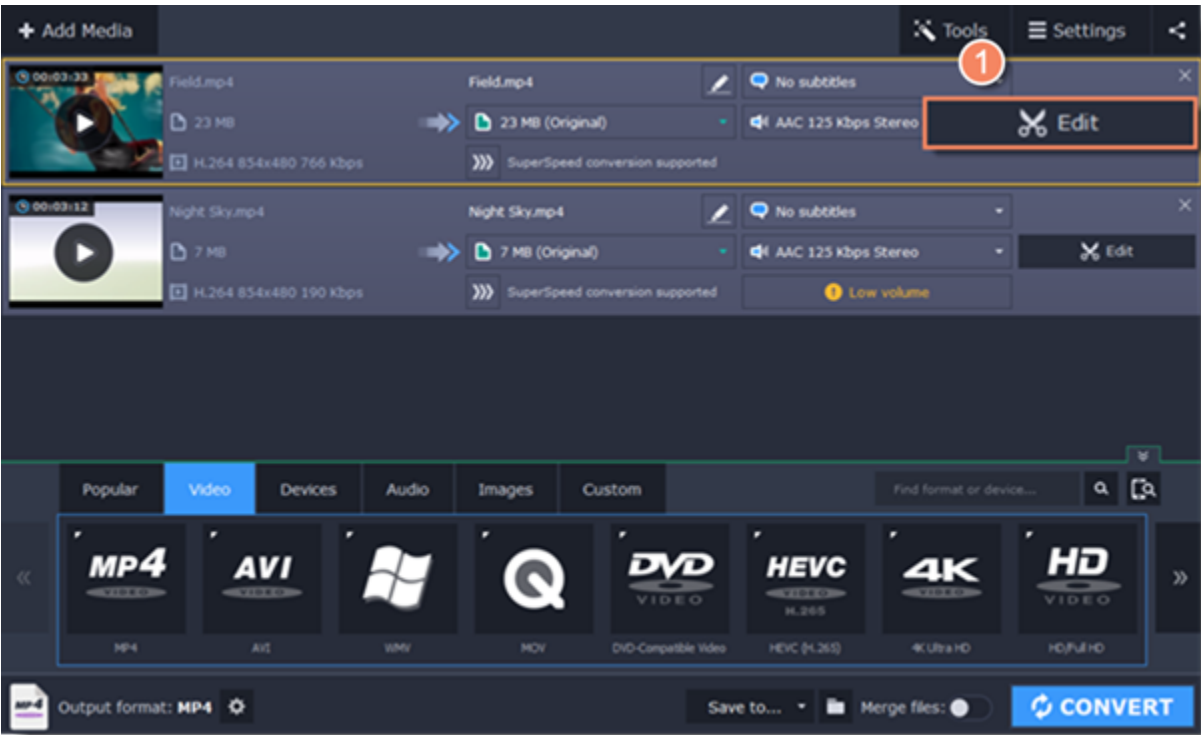 Add Media
Tools
Settings
1
00:03:33
Field.mp4
Field.mp4
No subtitles
23 MB
23 MB (Original)
AAC 125 Kbps Stereo
Edit
H.264 854x480 766 Kbps
SuperSpeed conversion supported
00:03:12
Night Sky.mp4
Night Sky.mp4
No subtitles
7 MB
7 MB (Original)
AAC 125 Kbps Stereo
Edit
H.264 854x480 190 Kbps
SuperSpeed conversion supported
Low volume
Popular
Video
Devices
Audio
Images
Custom
Find format or device...
MP4
VIDEO
AVI
VIDEO
DVD
VIDEO
HEVC
VIDEO
H.265
4K
VIDEO
HD
VIDEO
MP4
AVI
WMV
MOV
DVD-Compatible Video
HEVC (H.265)
4K Ultra HD
HD/Full HD
MP4
Output format: MP4
Save to...
Merge files:
CONVERT